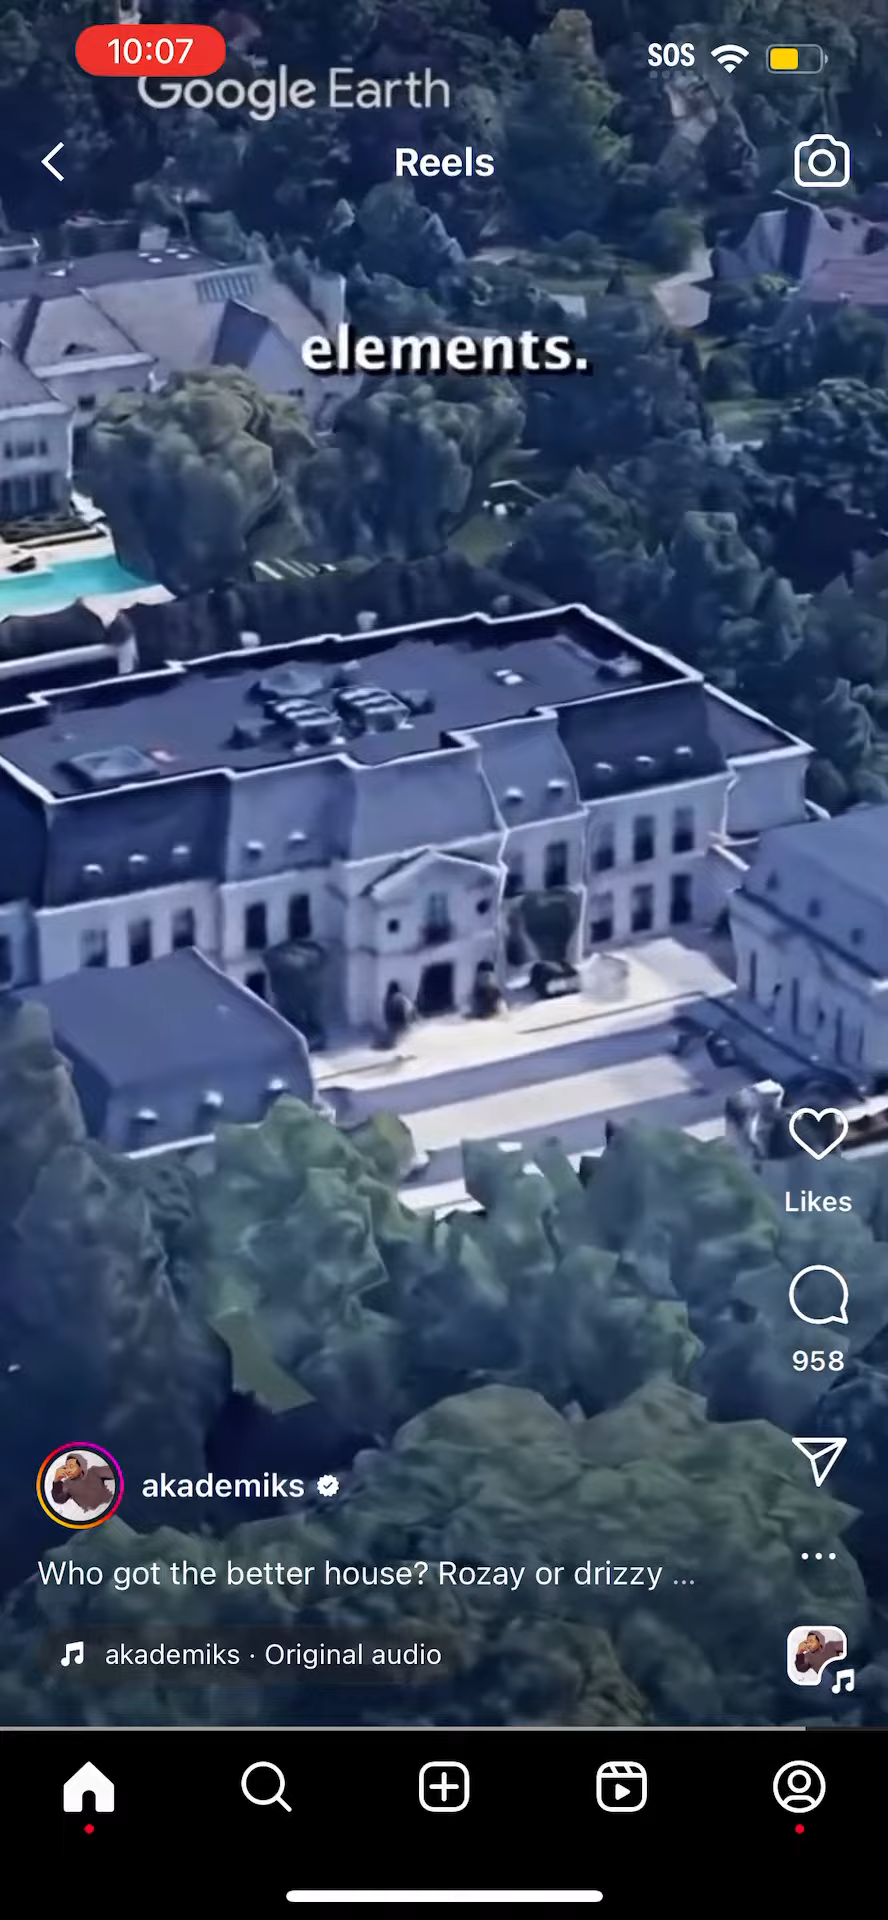 10:07
SOS
Google Earth
Reels
elements.
Likes
958
akademiks
Who got the better house? Rozay or drizzy ...
akademiks · Original audio